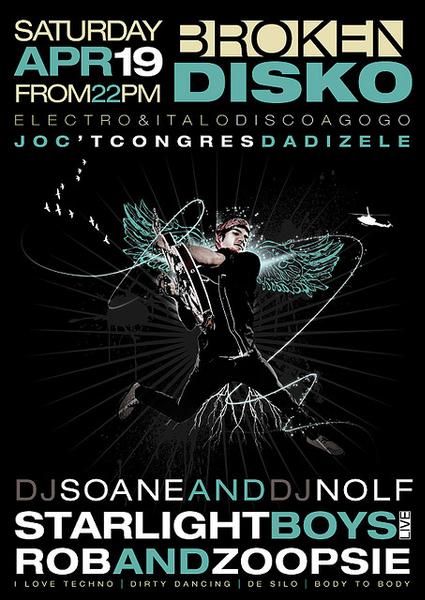 SATURDAY
APR19
FROM22PM
BROKEN
DISKO
ELECTRO&ITALODISCOAGOGO
JOC'TCONGRESDADIZELE
DJSOANEANDDJNOLF
STARLIGHTBOYS LIVE
ROBANDZOOPSIE
I LOVE TECHNO | DIRTY DANCING | DE SILO | BODY TO BODY